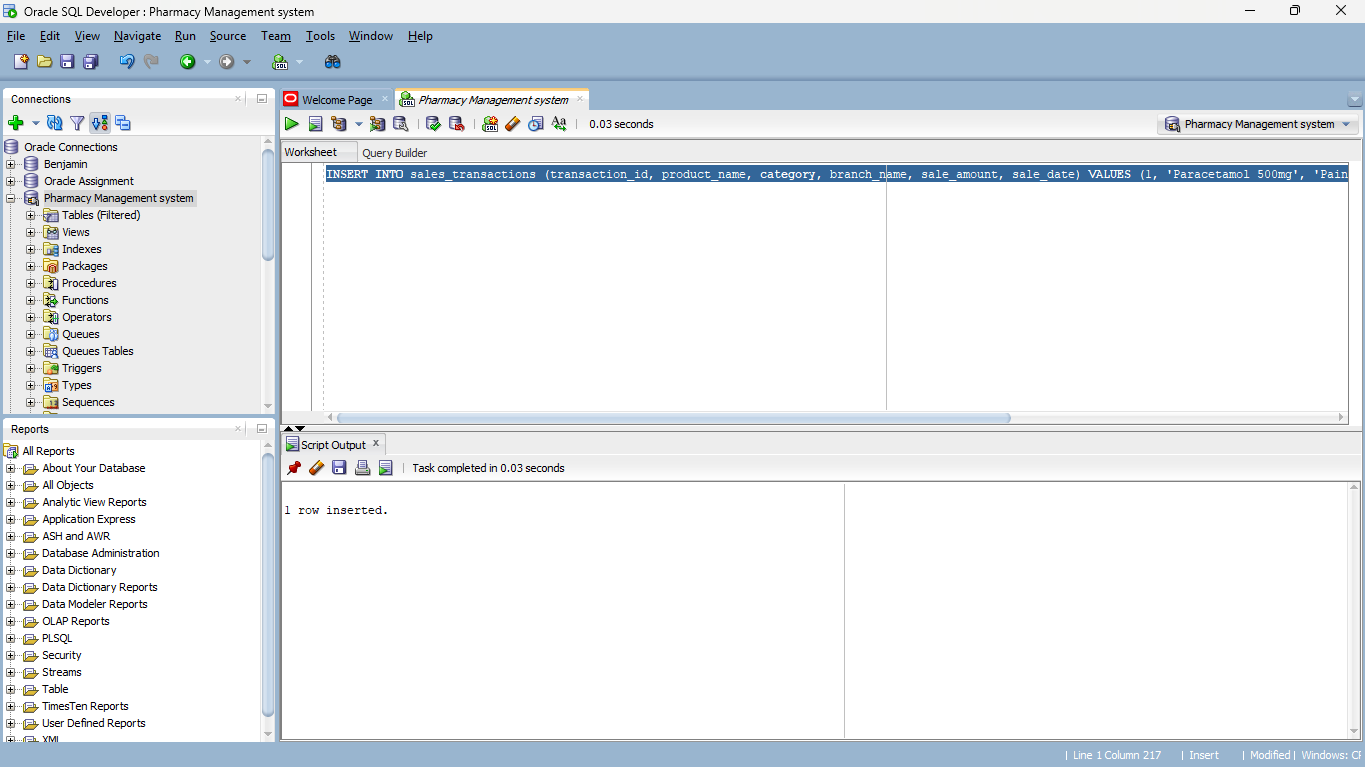 Oracle SQL Developer : Pharmacy Management system
File Edit View Navigate Run Source Team Tools Window Help
Connections
Oracle Connections
Benjamin
Oracle Assignment
Pharmacy Management system
Tables (Filtered)
Views
Indexes
Packages
Procedures
Functions
Operators
Queues
Queues Tables
Triggers
Types
Sequences
Reports
All Reports
About Your Database
All Objects
Analytic View Reports
Application Express
ASH and AWR
Database Administration
Data Dictionary
Data Dictionary Reports
Data Modeler Reports
OLAP Reports
PLSQL
Security
Streams
Table
TimesTen Reports
User Defined Reports
XML
Welcome Page
Pharmacy Management system
0.03 seconds
Pharmacy Management system
Worksheet Query Builder
INSERT INTO sales_transactions (transaction_id, product_name, category, branch_name, sale_amount, sale_date) VALUES (1, 'Paracetamol 500mg', 'Pain
Script Output
Task completed in 0.03 seconds
1 row inserted.
Line 1 Column 217 | Insert | Modified | Windows: CR